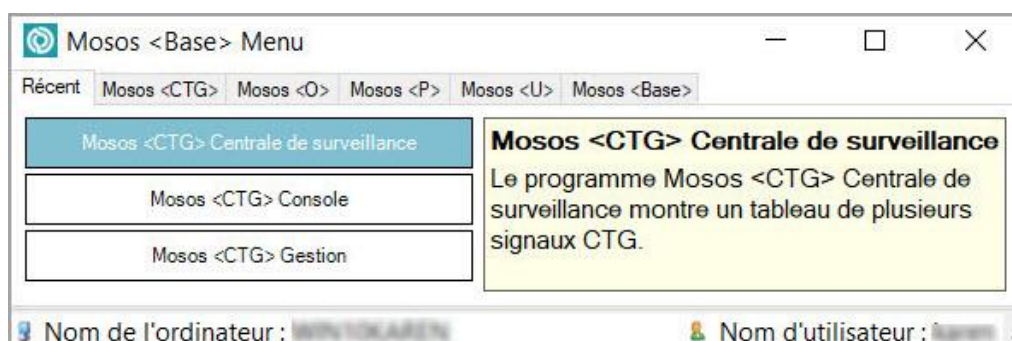 Mosos <Base> Menu
Récent Mosos <CTG> Mosos <O> Mosos <P> Mosos <U> Mosos <Base>
Mosos <CTG> Centrale de surveillance
Mosos <CTG> Console
Mosos <CTG> Gestion
Mosos <CTG> Centrale de surveillance
Le programme Mosos <CTG> Centrale de
surveillance montre un tableau de plusieurs
signaux CTG.
Nom de l'ordinateur :
Nom d'utilisateur :